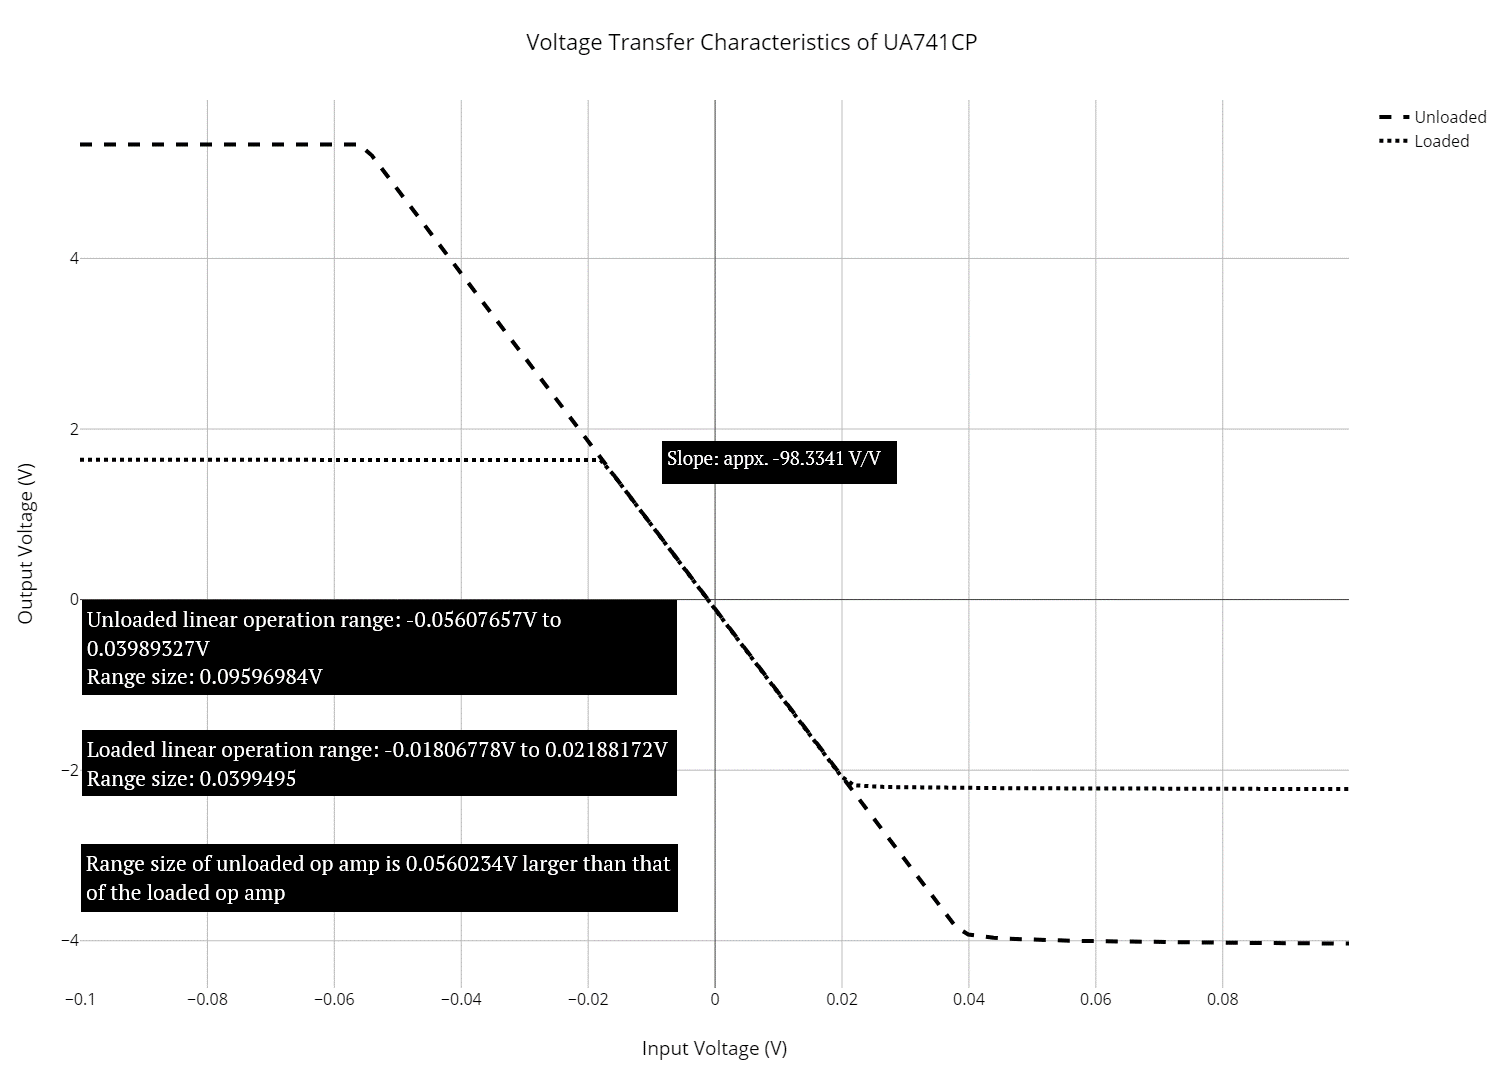 Voltage Transfer Characteristics of UA741CP
Unloaded
Loaded
4
2
0
−2
−4
Output Voltage (V)
Slope: appx. -98.3341 V/V
Unloaded linear operation range: -0.05607657V to
0.03989327V
Range size: 0.09596984V
Loaded linear operation range: -0.01806778V to 0.02188172V
Range size: 0.0399495
Range size of unloaded op amp is 0.0560234V larger than that
of the loaded op amp
−0.1 −0.08 −0.06 −0.04 −0.02 0 0.02 0.04 0.06 0.08
Input Voltage (V)